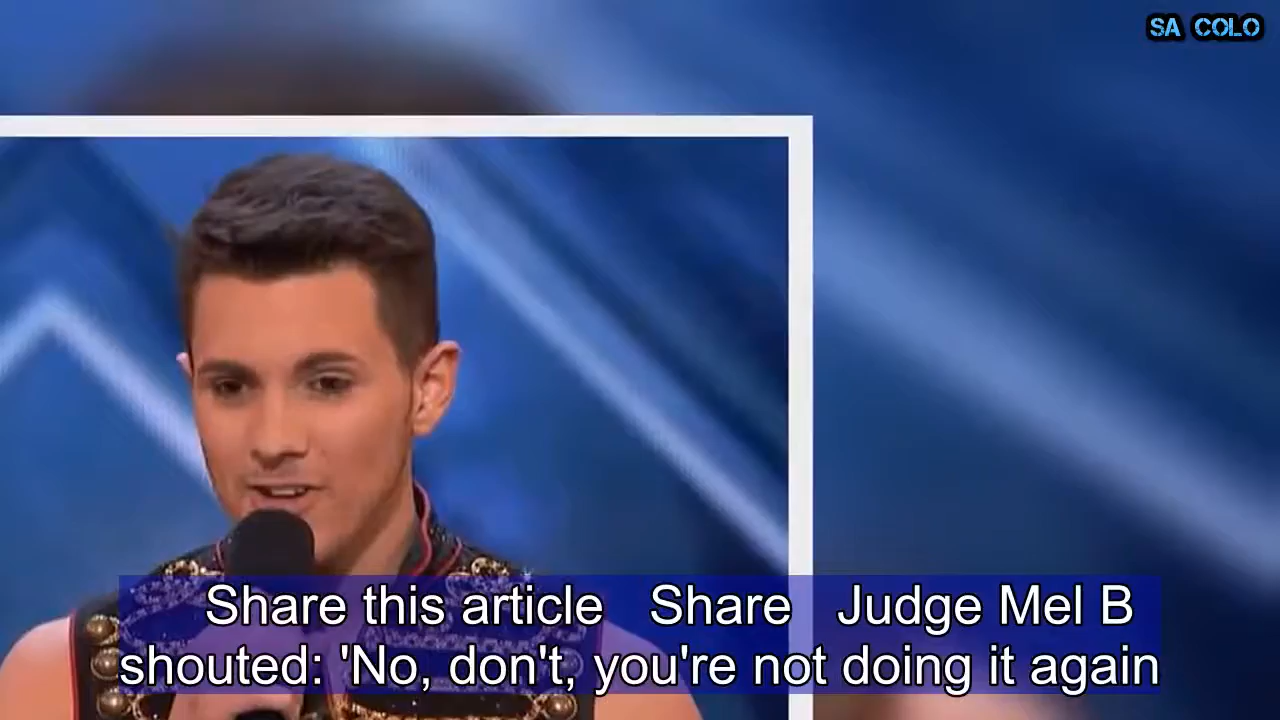 SA COLO
Share this article Share Judge Mel B
shouted: 'No, don't, you're not doing it again